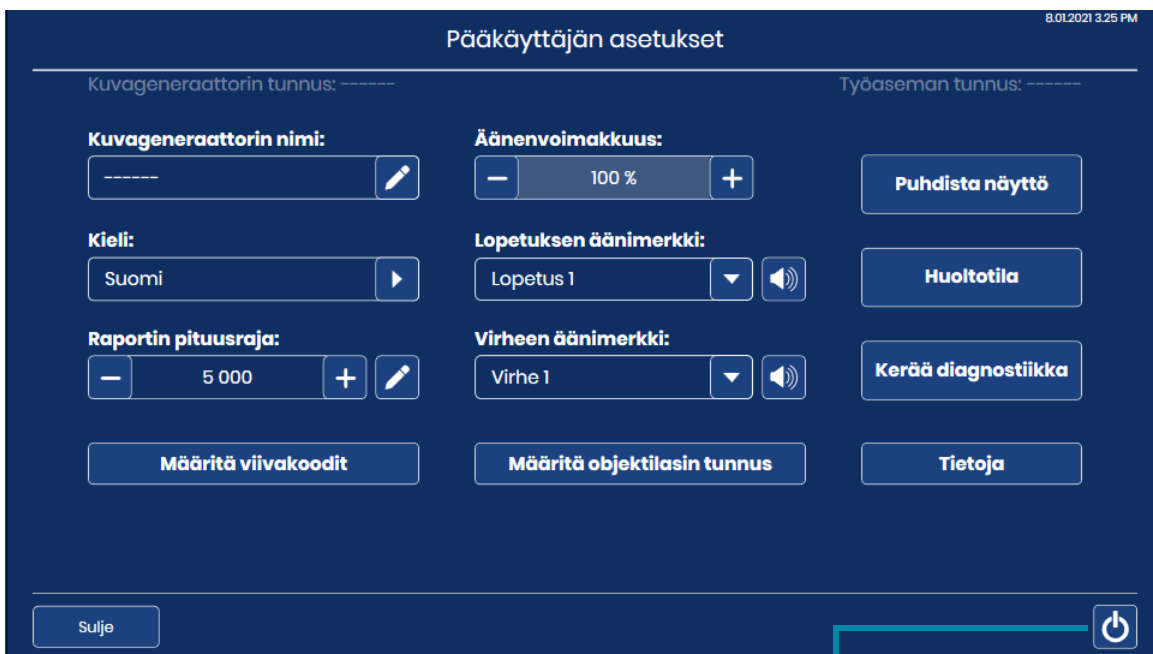 8.01.2021 3.25 PM
Pääkäyttäjän asetukset
Kuvageneraattorin tunnus: ------
Työaseman tunnus: ------
Kuvageneraattorin nimi:
Äänenvoimakkuus:
------
100 %
Puhdista näyttö
Kieli:
Lopetuksen äänimerkki:
Suomi
Lopetus 1
Huoltotila
Raportin pituusraja:
Virheen äänimerkki:
5 000
Virhe 1
Kerää diagnostiikka
Määritä viivakoodit
Määritä objektilasin tunnus
Tietoja
Sulje